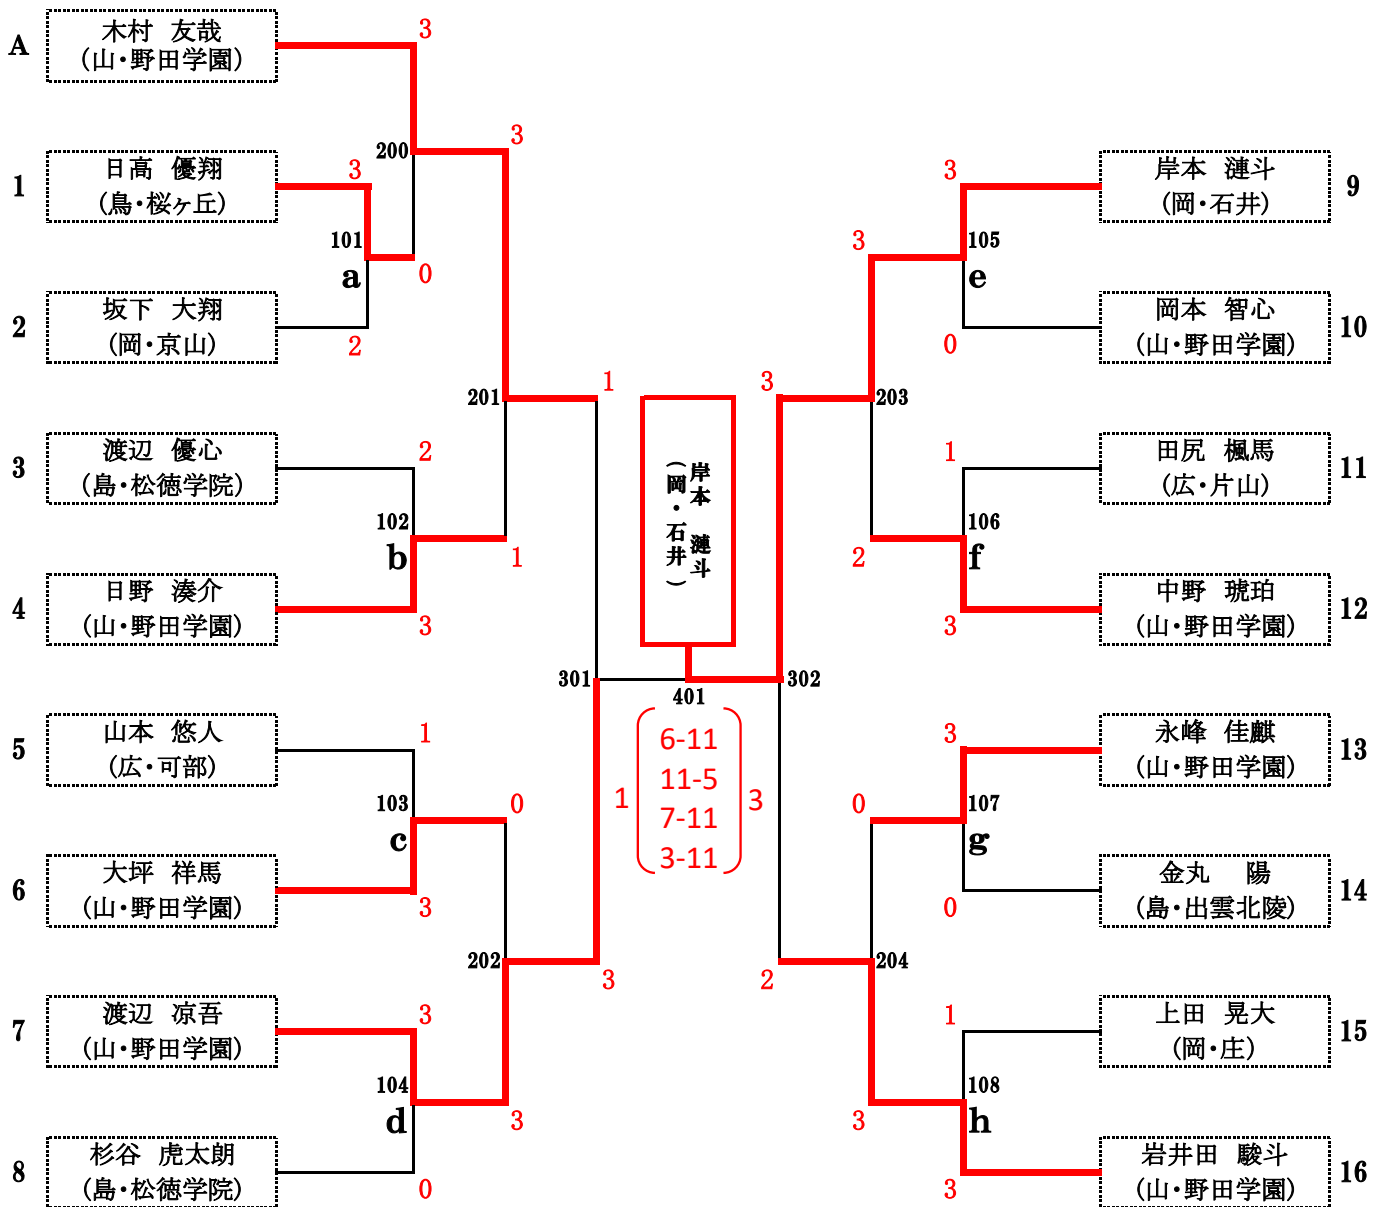 A
木村 友哉
(山・野田学園)
3
200
3
1
日高 優翔
(鳥・桜ヶ丘)
3
101
a
0
2
坂下 大翔
(岡・京山)
2
201
1
3
渡辺 優心
(島・松徳学院)
2
102
b
1
4
日野 湊介
(山・野田学園)
3
301
5
山本 悠人
(広・可部)
1
103
c
0
6
大坪 祥馬
(山・野田学園)
3
202
3
7
渡辺 凉吾
(山・野田学園)
3
104
d
3
8
杉谷 虎太朗
(島・松徳学院)
0
岸本 漣斗
(岡・石井)
401
1
6-11
11-5
7-11
3-11
3
3
岸本 漣斗
(岡・石井)
9
3
105
e
岡本 智心
(山・野田学園)
10
0
3
203
1
田尻 楓馬
(広・片山)
11
106
f
2
中野 琥珀
(山・野田学園)
12
3
302
3
永峰 佳麒
(山・野田学園)
13
0
107
g
金丸 陽
(島・出雲北陵)
14
0
2
204
1
上田 晃大
(岡・庄)
15
108
h
3
岩井田 駿斗
(山・野田学園)
16
3